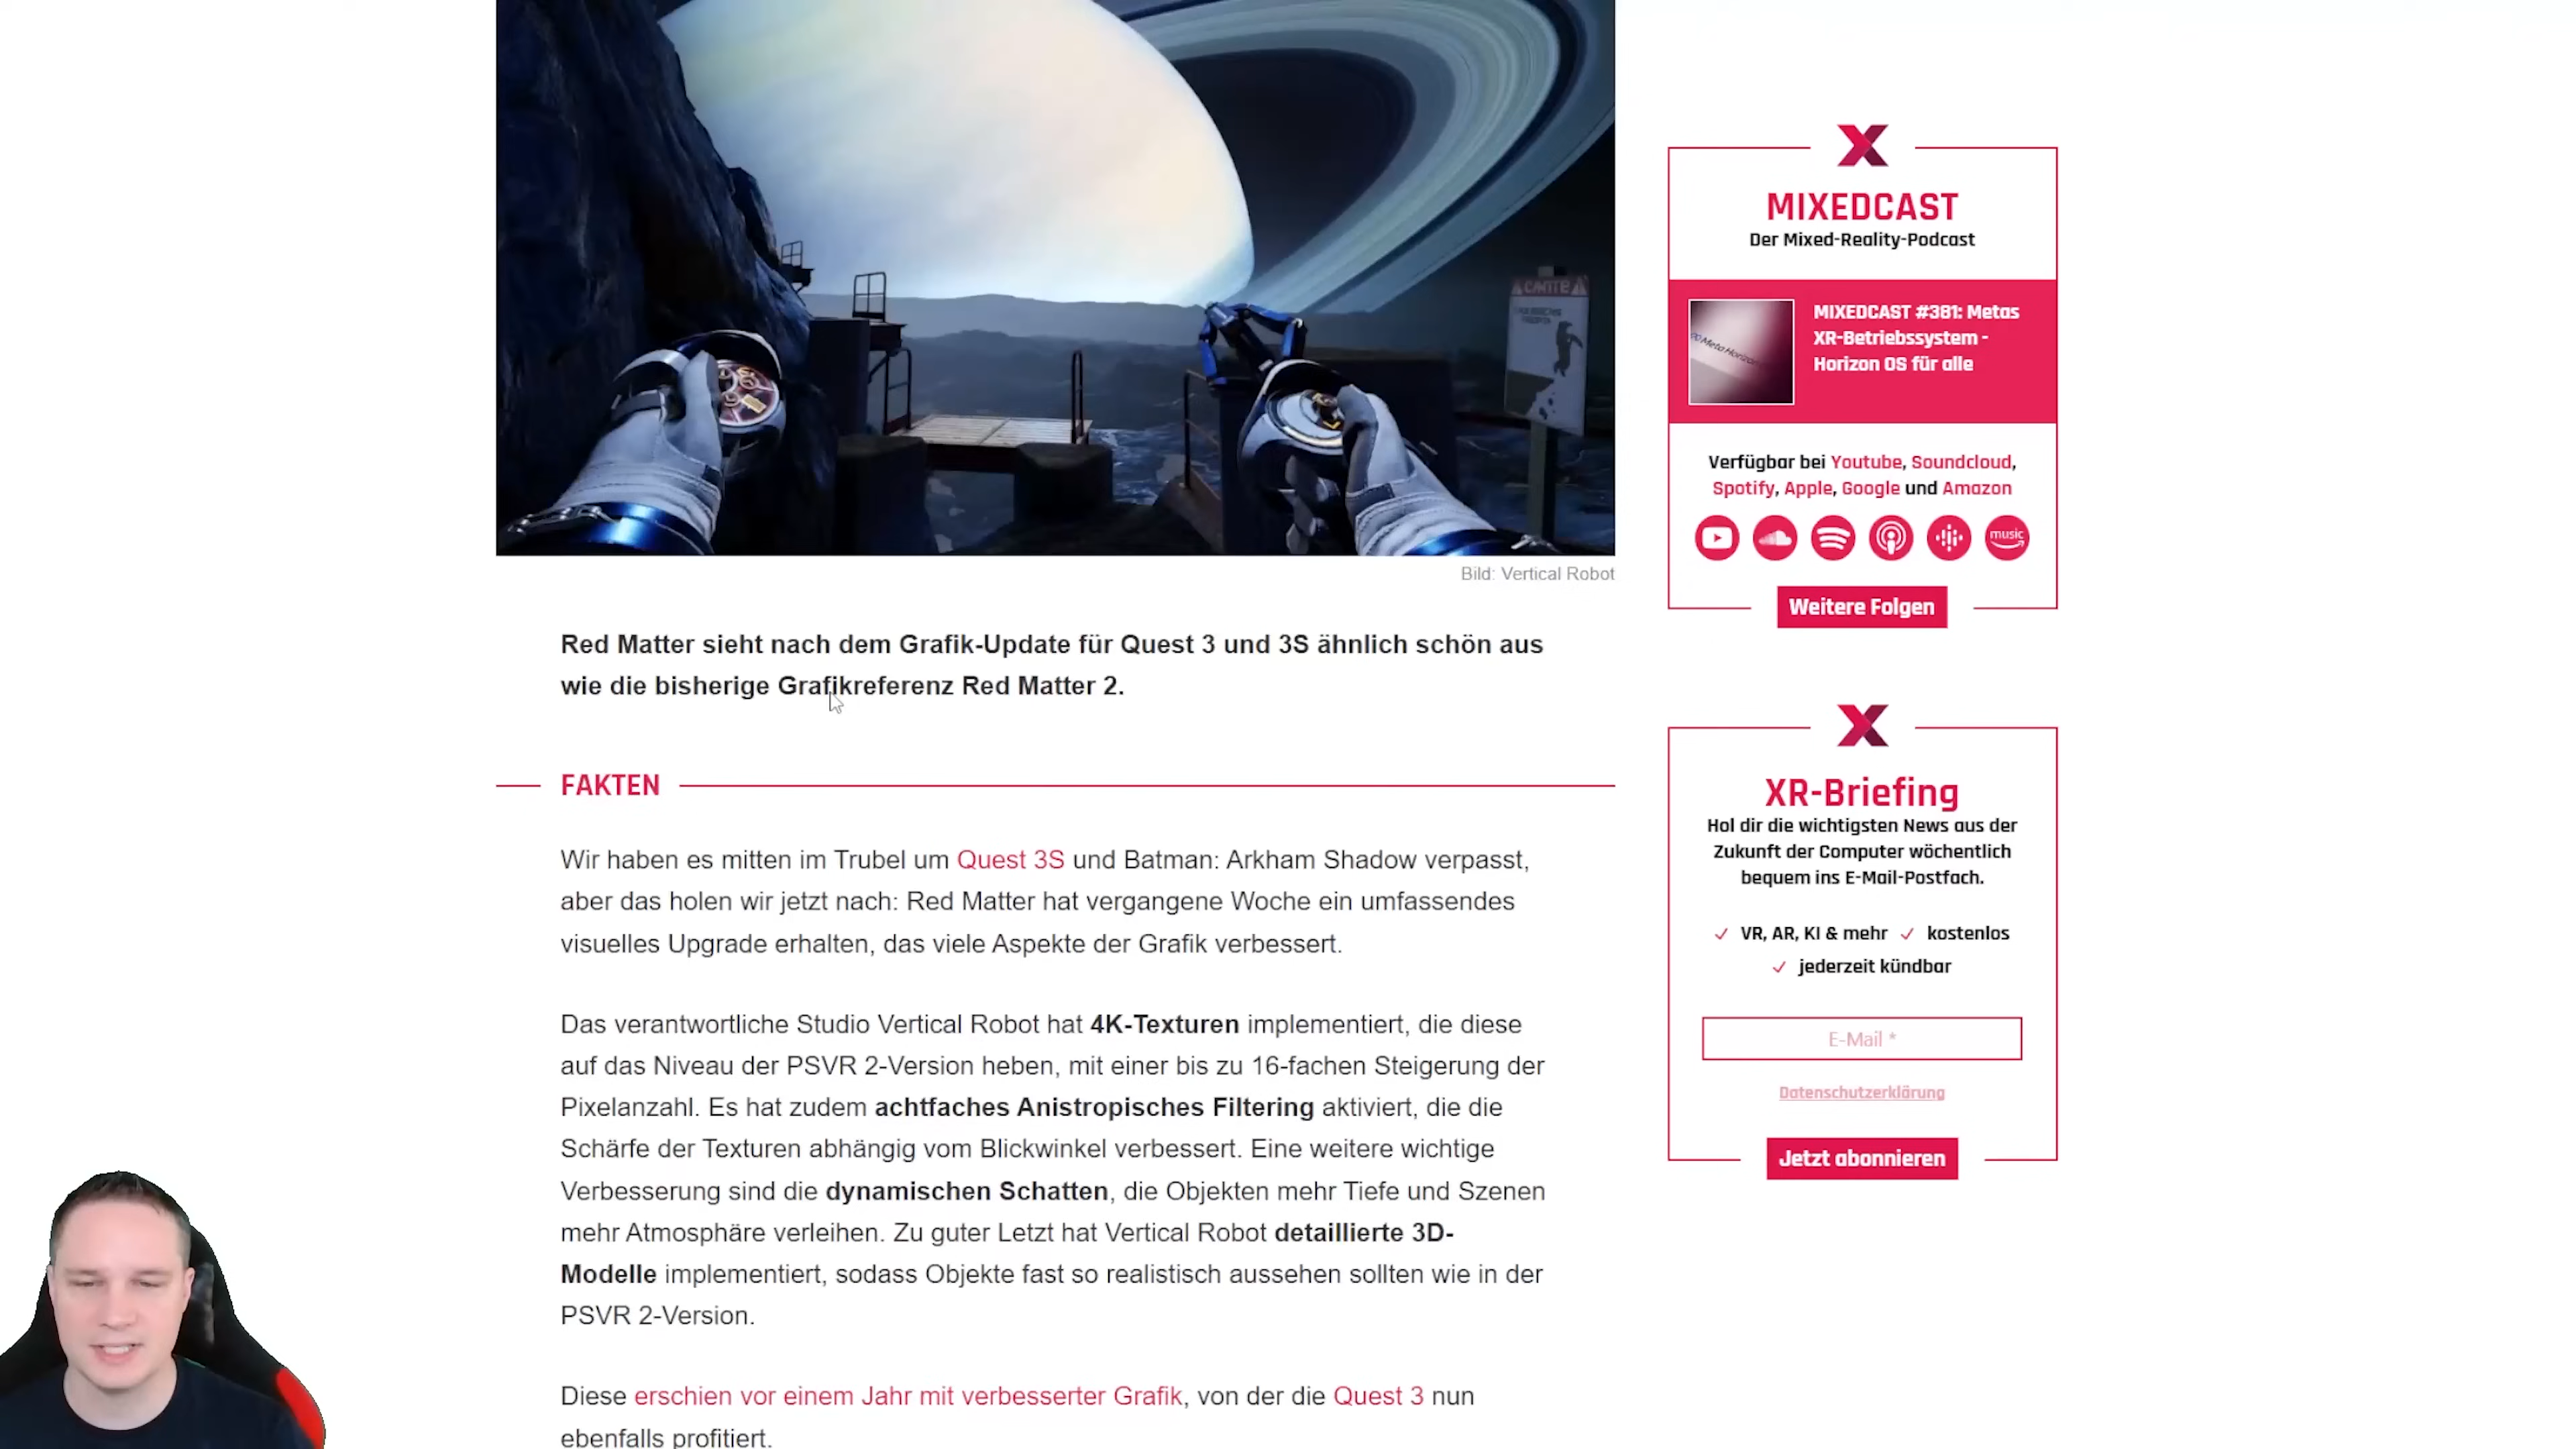 CAUTTE
Bild: Vertical Robot
Red Matter sieht nach dem Grafik-Update für Quest 3 und 3S ähnlich schön aus
wie die bisherige Grafikreferenz Red Matter 2.
FAKTEN
Wir haben es mitten im Trubel um Quest 3S und Batman: Arkham Shadow verpasst,
aber das holen wir jetzt nach: Red Matter hat vergangene Woche ein umfassendes
visuelles Upgrade erhalten, das viele Aspekte der Grafik verbessert.
Das verantwortliche Studio Vertical Robot hat 4K-Texturen implementiert, die diese
auf das Niveau der PSVR 2-Version heben, mit einer bis zu 16-fachen Steigerung der
Pixelanzahl. Es hat zudem achtfaches Anistropisches Filtering aktiviert, die die
Schärfe der Texturen abhängig vom Blickwinkel verbessert. Eine weitere wichtige
Verbesserung sind die dynamischen Schatten, die Objekten mehr Tiefe und Szenen
mehr Atmosphäre verleihen. Zu guter Letzt hat Vertical Robot detaillierte 3D-
Modelle implementiert, sodass Objekte fast so realistisch aussehen sollten wie in der
PSVR 2-Version.
Diese erschien vor einem Jahr mit verbesserter Grafik, von der die Quest 3 nun
ebenfalls profitiert.
MIXEDCAST
Der Mixed-Reality-Podcast
MIXEDCAST #381: Metas
XR-Betriebssystem -
Horizon OS für alle
Verfügbar bei Youtube, Soundcloud,
Spotify, Apple, Google und Amazon
music
Weitere Folgen
XR-Briefing
Hol dir die wichtigsten News aus der
Zukunft der Computer wöchentlich
bequem ins E-Mail-Postfach.
VR, AR, KI & mehr kostenlos
jederzeit kündbar
E-Mail *
Datenschutzerklärung
Jetzt abonnieren